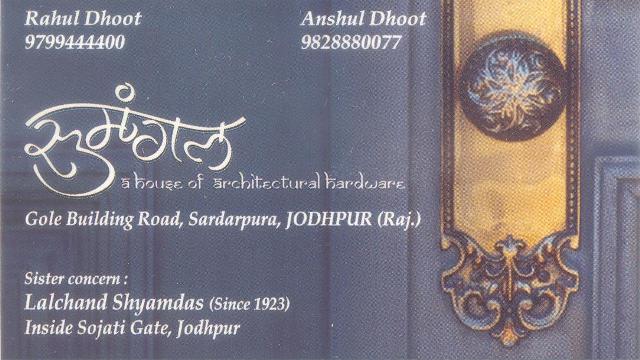 Rahul Dhoot
9799444400
Anshul Dhoot
9828880077
सुमंगल
a house of architectural hardware
Gole Building Road, Sardarpura, JODHPUR (Raj.)
Sister concern :
Lalchand Shyamdas (Since 1923)
Inside Sojati Gate, Jodhpur